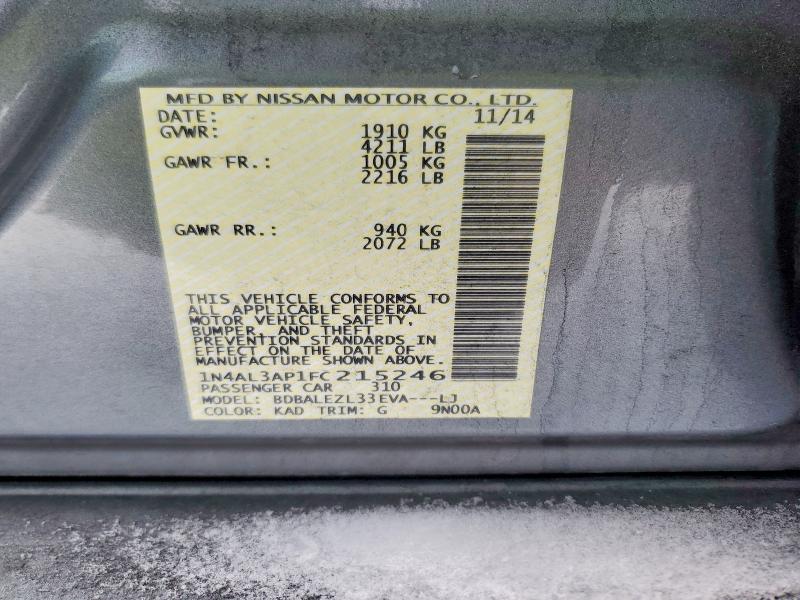 MFD BY NISSAN MOTOR CO., LTD.
DATE: 11/14
GVWR: 1910 KG
4211 LB
GAWR FR.: 1005 KG
2216 LB
GAWR RR.: 940 KG
2072 LB
THIS VEHICLE CONFORMS TO
ALL APPLICABLE FEDERAL
MOTOR VEHICLE SAFETY,
BUMPER, AND THEFT
PREVENTION STANDARDS IN
EFFECT ON THE DATE OF
MANUFACTURE SHOWN ABOVE.
1N4AL3AP1FC215246
PASSENGER CAR 310
MODEL: BDBALEZL33EVA---LJ
COLOR: KAD TRIM: G 9N00A